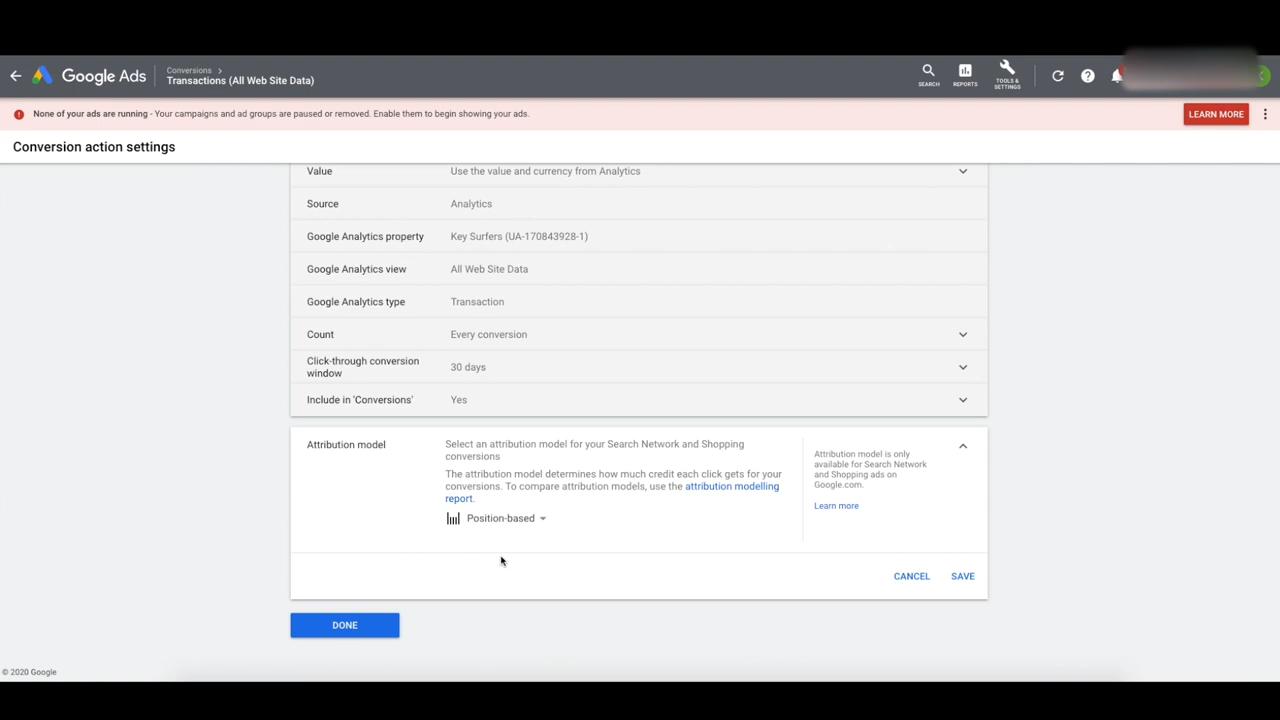 Google Ads
Conversions >
Transactions (All Web Site Data)
SEARCH
REPORTS
TOOLS &
SETTINGS
None of your ads are running - Your campaigns and ad groups are paused or removed. Enable them to begin showing your ads.
LEARN MORE
Conversion action settings
Value
Use the value and currency from Analytics
Source
Analytics
Google Analytics property
Key Surfers (UA-170843928-1)
Google Analytics view
All Web Site Data
Google Analytics type
Transaction
Count
Every conversion
Click-through conversion
window
30 days
Include in 'Conversions'
Yes
Attribution model
Select an attribution model for your Search Network and Shopping
conversions
The attribution model determines how much credit each click gets for your
conversions. To compare attribution models, use the attribution modelling
report.
Position-based
Attribution model is only
available for Search Network
and Shopping ads on
Google.com.
Learn more
CANCEL
SAVE
DONE
© 2020 Google